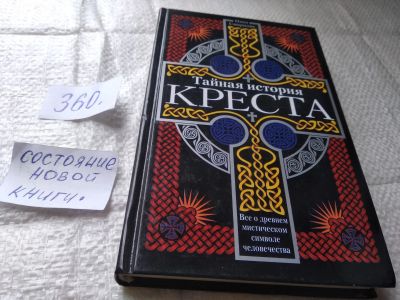 360.
СОСТОЯНИЕ
НОВОЙ
КНИГИ.
Тайная история
КРЕСТА
Все о древнем
мистическом
символе
человечества